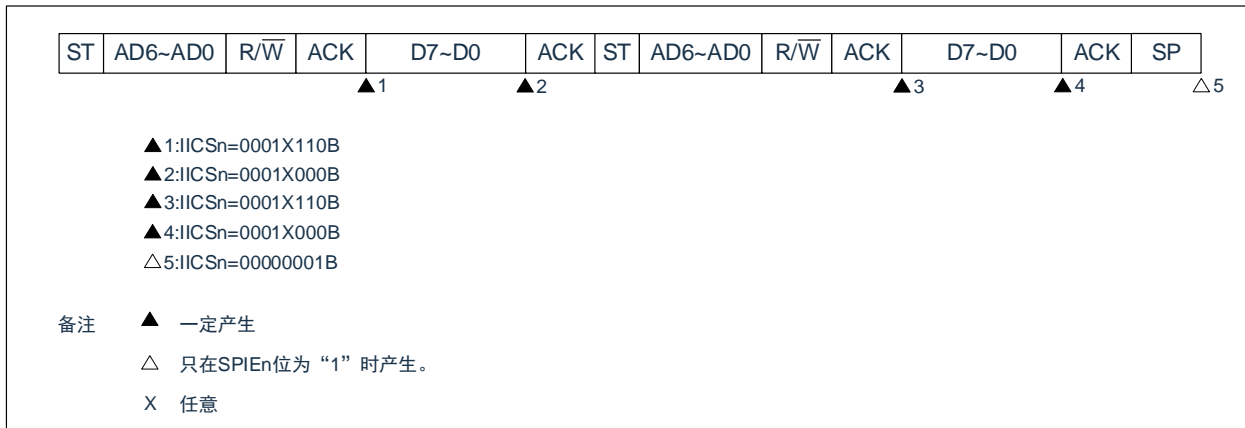 ST AD6~AD0 R/W̅ ACK D7~D0 ACK ST AD6~AD0 R/W̅ ACK D7~D0 ACK SP
▲1 ▲2 ▲3 ▲4 △5
▲1:IICSn=0001X110B
▲2:IICSn=0001X000B
▲3:IICSn=0001X110B
▲4:IICSn=0001X000B
△5:IICSn=00000001B
备注 ▲ 一定产生
△ 只在SPIEn位为“1”时产生。
X 任意